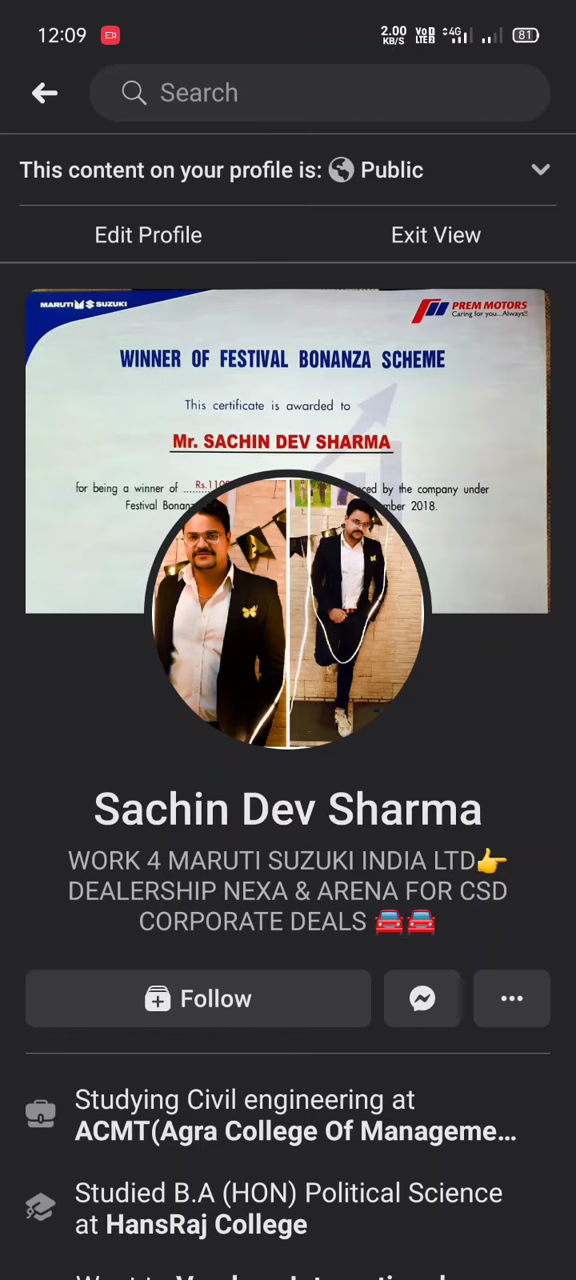 12:09 2.00 KB/S VoD LTE2 4G 81
Search
This content on your profile is: Public
Edit Profile Exit View
MARUTI SUZUKI
PREM MOTORS
Caring for you...Always!!
WINNER OF FESTIVAL BONANZA SCHEME
This certificate is awarded to
Mr. SACHIN DEV SHARMA
for being a winner of ......... by the company under
Festival 2018.
Sachin Dev Sharma
WORK 4 MARUTI SUZUKI INDIA LTD👉
DEALERSHIP NEXA & ARENA FOR CSD
CORPORATE DEALS 🚘🚘
Follow
Studying Civil engineering at
ACMT(Agra College Of Manageme...
Studied B.A (HON) Political Science
at HansRaj College